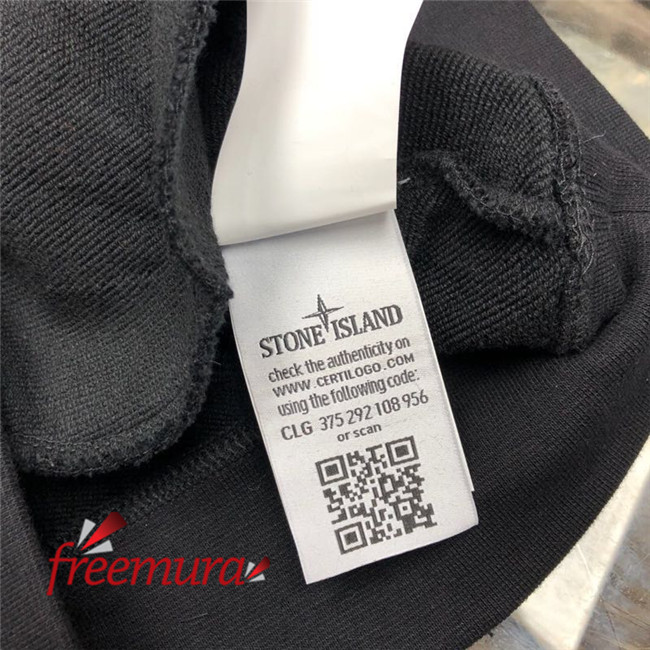 STONE ISLAND
check the authenticity on
WWW.CERTILOGO.COM
using the following code:
CLG 375 292 108 956
or scan
freemura